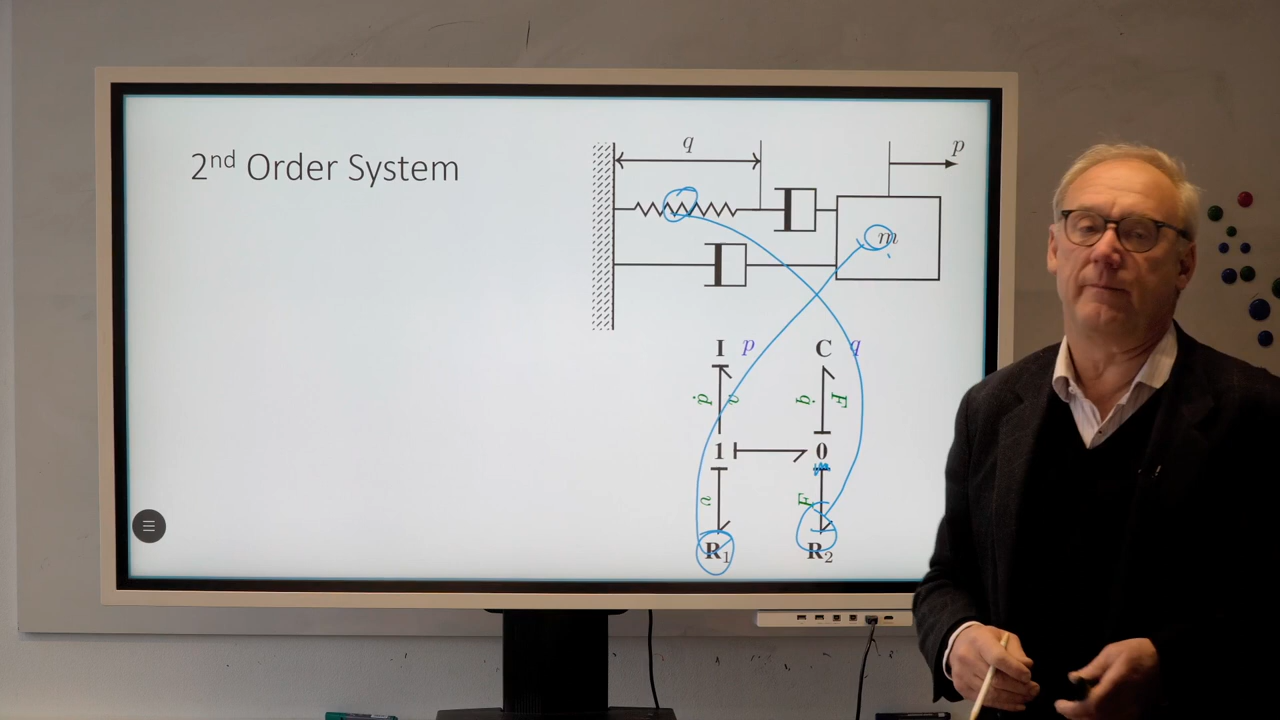 2nd Order System
q
p
m
I p C q
ṗ v q̇ F
1 0
v F
R1 R2